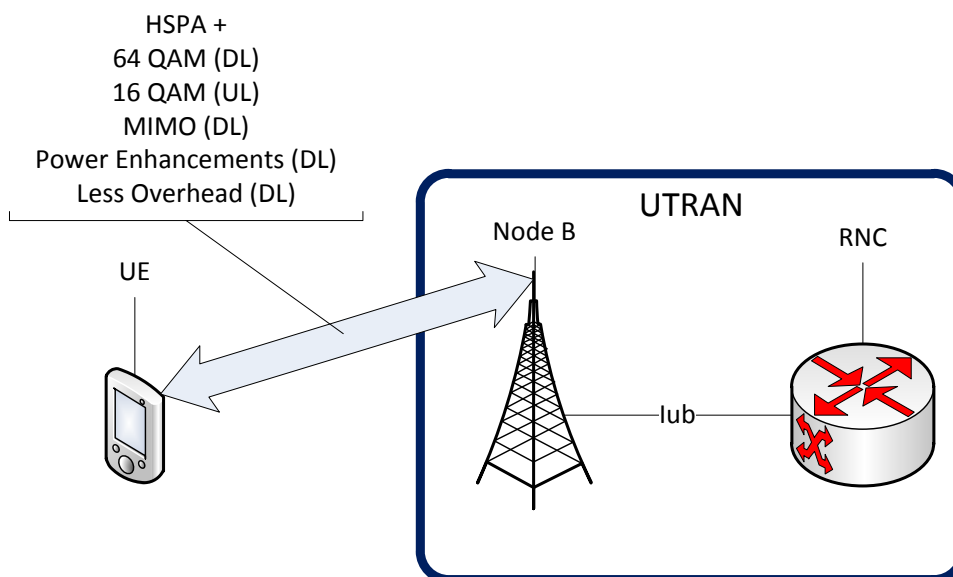 HSPA +
64 QAM (DL)
16 QAM (UL)
MIMO (DL)
Power Enhancements (DL)
Less Overhead (DL)
UTRAN
Node B
RNC
UE
Iub